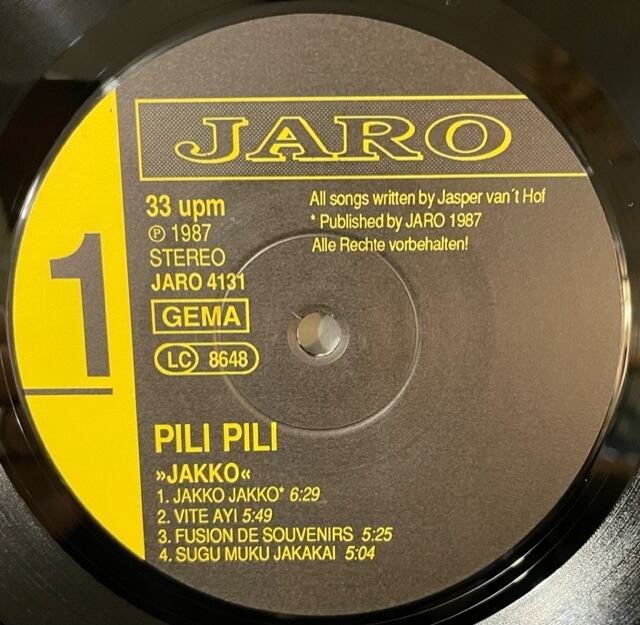 JARO
33 upm
℗ 1987
STEREO
JARO 4131
GEMA
LC 8648
All songs written by Jasper van´t Hof
* Published by JARO 1987
Alle Rechte vorbehalten!
1
PILI PILI
»JAKKO«
1. JAKKO JAKKO* 6:29
2. VITE AYI 5:49
3. FUSION DE SOUVENIRS 5:25
4. SUGU MUKU JAKAKAI 5:04